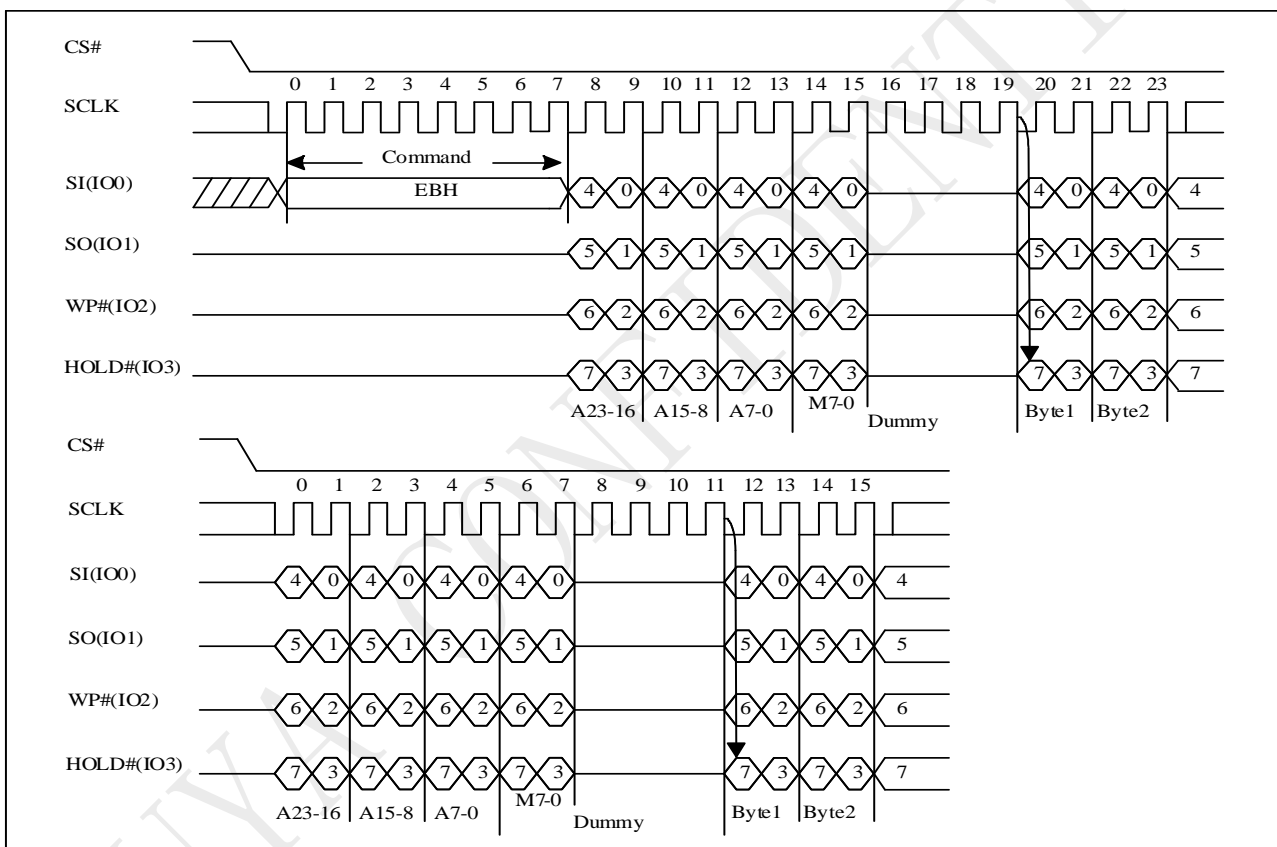 CS#
0 1 2 3 4 5 6 7 8 9 10 11 12 13 14 15 16 17 18 19 20 21 22 23
SCLK
Command
SI(IO0) EBH 4 0 4 0 4 0 4 0 4 0 4 0 4
SO(IO1) 5 1 5 1 5 1 5 1 5 1 5 1 5
WP#(IO2) 6 2 6 2 6 2 6 2 6 2 6 2 6
HOLD#(IO3) 7 3 7 3 7 3 7 3 7 3 7 3 7
A23-16 A15-8 A7-0 M7-0 Dummy Byte1 Byte2
CS#
0 1 2 3 4 5 6 7 8 9 10 11 12 13 14 15
SCLK
SI(IO0) 4 0 4 0 4 0 4 0 4 0 4 0 4
SO(IO1) 5 1 5 1 5 1 5 1 5 1 5 1 5
WP#(IO2) 6 2 6 2 6 2 6 2 6 2 6 2 6
HOLD#(IO3) 7 3 7 3 7 3 7 3 7 3 7 3 7
A23-16 A15-8 A7-0 M7-0 Dummy Byte1 Byte2